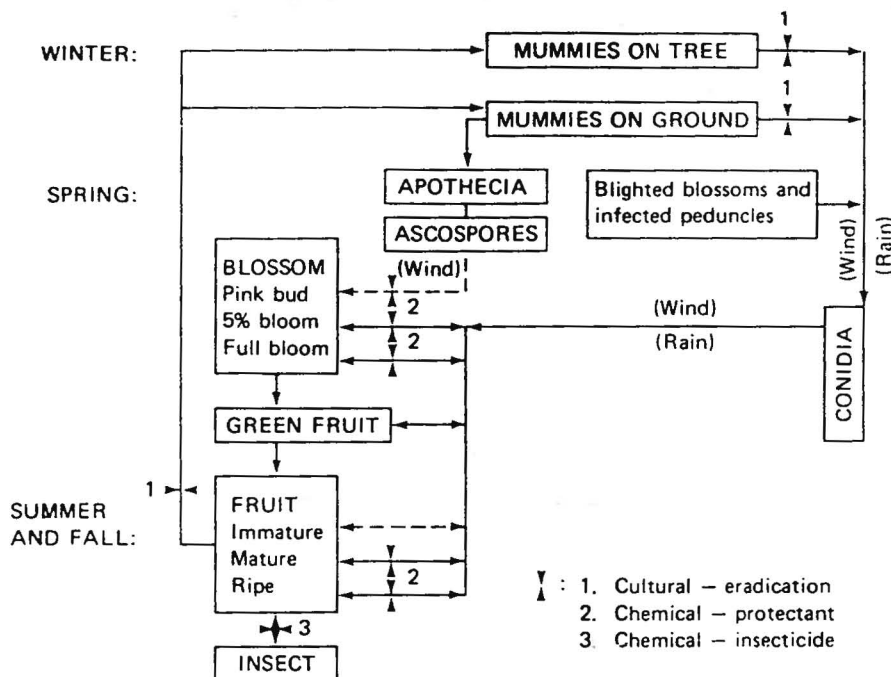 1
WINTER:
MUMMIES ON TREE
1
MUMMIES ON GROUND
SPRING:
APOTHECIA
ASCOSPORES
Blighted blossoms and
infected peduncles
(Wind)
(Rain)
(Wind)
BLOSSOM
Pink bud
5% bloom
Full bloom
2
2
(Wind)
(Rain)
CONIDIA
GREEN FRUIT
1
SUMMER
AND FALL:
FRUIT
Immature
Mature
Ripe
2
3
INSECT
: 1. Cultural – eradication
2. Chemical – protectant
3. Chemical – insecticide